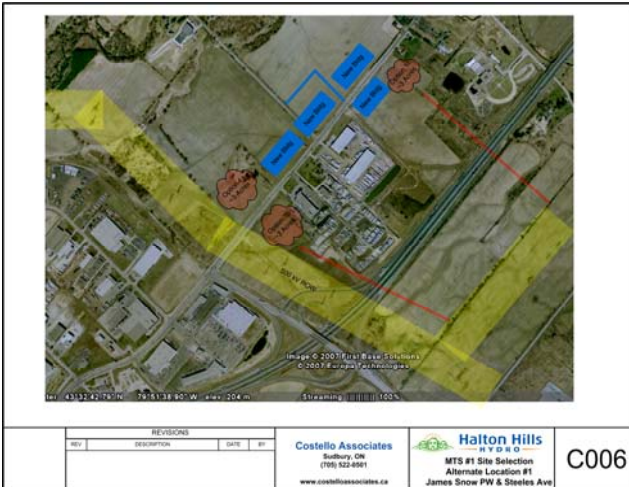 New Bldg
New Bldg
New Bldg
New Bldg
500 kV ROW
Image © 2007 First Base Solutions
© 2007 Europa Technologies
43°32'42.79" N 79°51'38.90" W elev 204 m
Streaming ||||||||| 100%
REVISIONS
REV DESCRIPTION DATE BY
Costello Associates
Sudbury, ON
(705) 522-0501
www.costelloassociates.ca
Halton Hills
HYDRO
MTS #1 Site Selection
Alternate Location #1
James Snow PW & Steeles Ave
C006